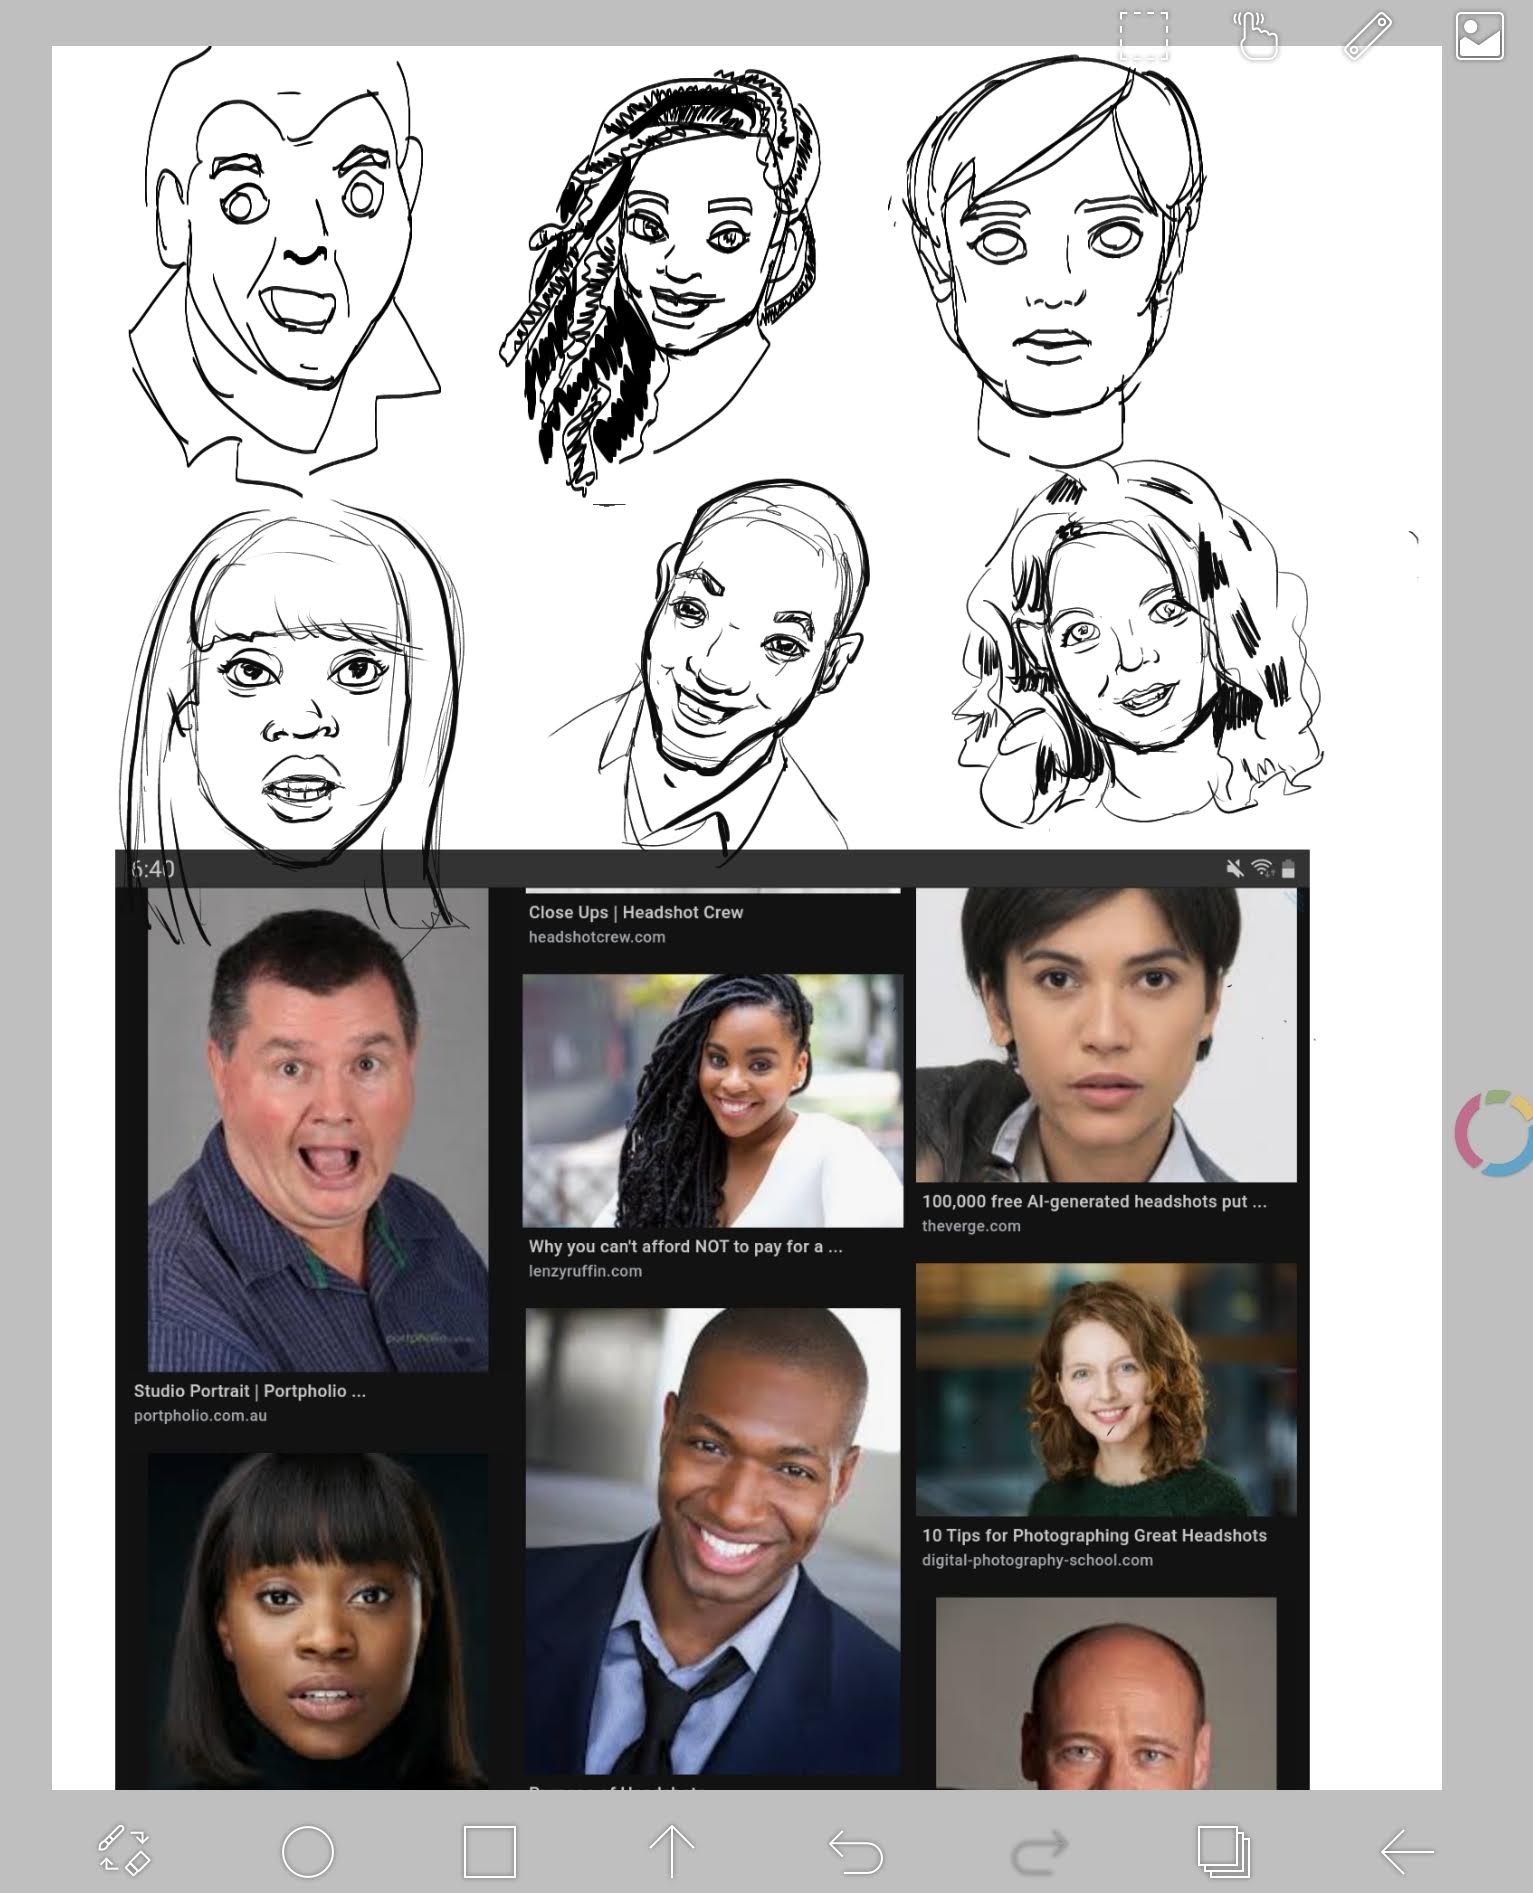 6:40
Close Ups | Headshot Crew
headshotcrew.com
100,000 free AI-generated headshots put ...
theverge.com
Why you can't afford NOT to pay for a ...
lenzyruffin.com
portpholio
Studio Portrait | Portpholio ...
portpholio.com.au
10 Tips for Photographing Great Headshots
digital-photography-school.com